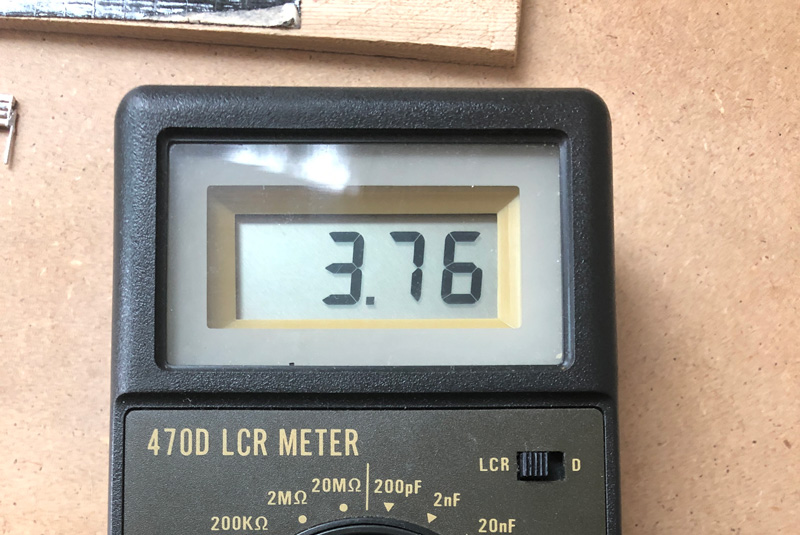 3.76
470D LCR METER
LCR D
20MΩ 200pF
2MΩ 2nF
200KΩ 20nF